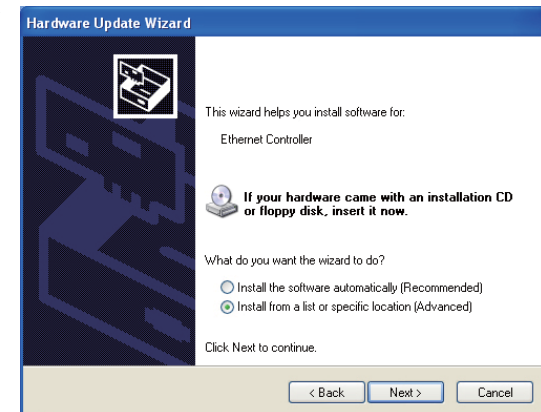 Hardware Update Wizard
This wizard helps you install software for:
Ethernet Controller
If your hardware came with an installation CD
or floppy disk, insert it now.
What do you want the wizard to do?
Install the software automatically (Recommended)
Install from a list or specific location (Advanced)
Click Next to continue.
< Back Next > Cancel